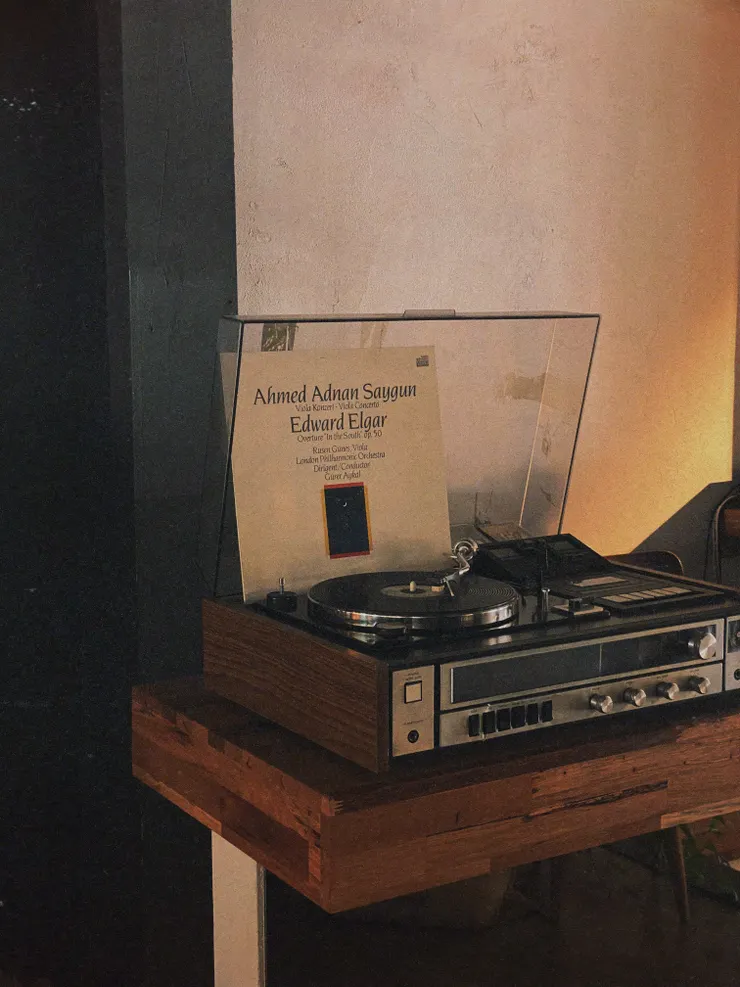 Ahmed Adnan Saygun
Viola Konzert · Viola Concerto
Edward Elgar
Overture "In the South" op. 50
Rusen Günes, Viola
London Philharmonic Orchestra
Dirigent/Conductor
Gürer Aykal